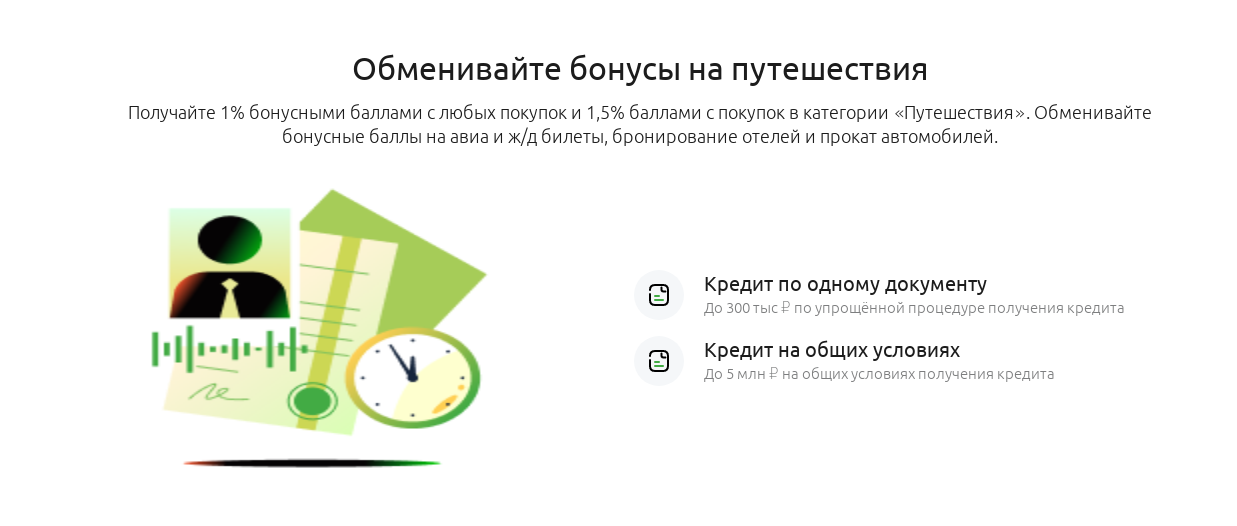 Обменивайте бонусы на путешествия
Получайте 1% бонусными баллами с любых покупок и 1,5% баллами с покупок в категории «Путешествия». Обменивайте
бонусные баллы на авиа и ж/д билеты, бронирование отелей и прокат автомобилей.
Кредит по одному документу
До 300 тыс ₽ по упрощённой процедуре получения кредита
Кредит на общих условиях
До 5 млн ₽ на общих условиях получения кредита